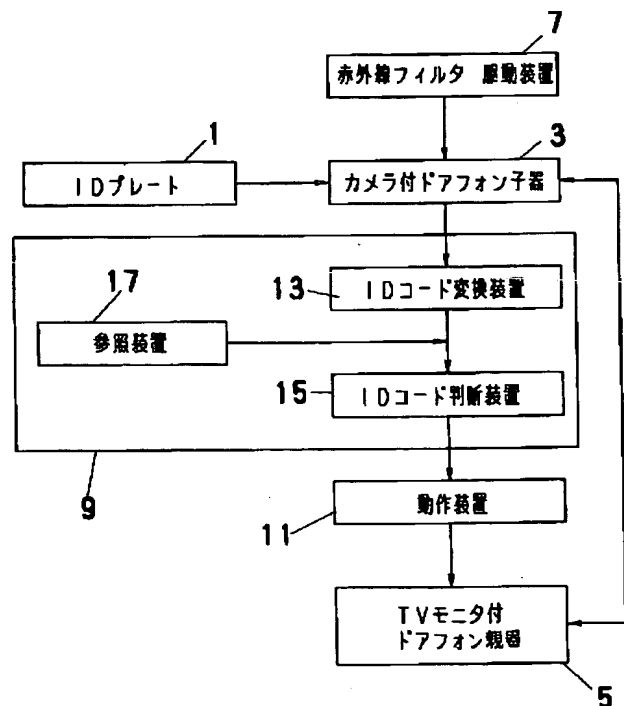 7
赤外線フィルタ 駆動装置
1
3
IDプレート
カメラ付ドアフォン子器
17
13
IDコード変換装置
参照装置
15
IDコード判断装置
9
動作装置
11
TVモニタ付
ドアフォン親器
5